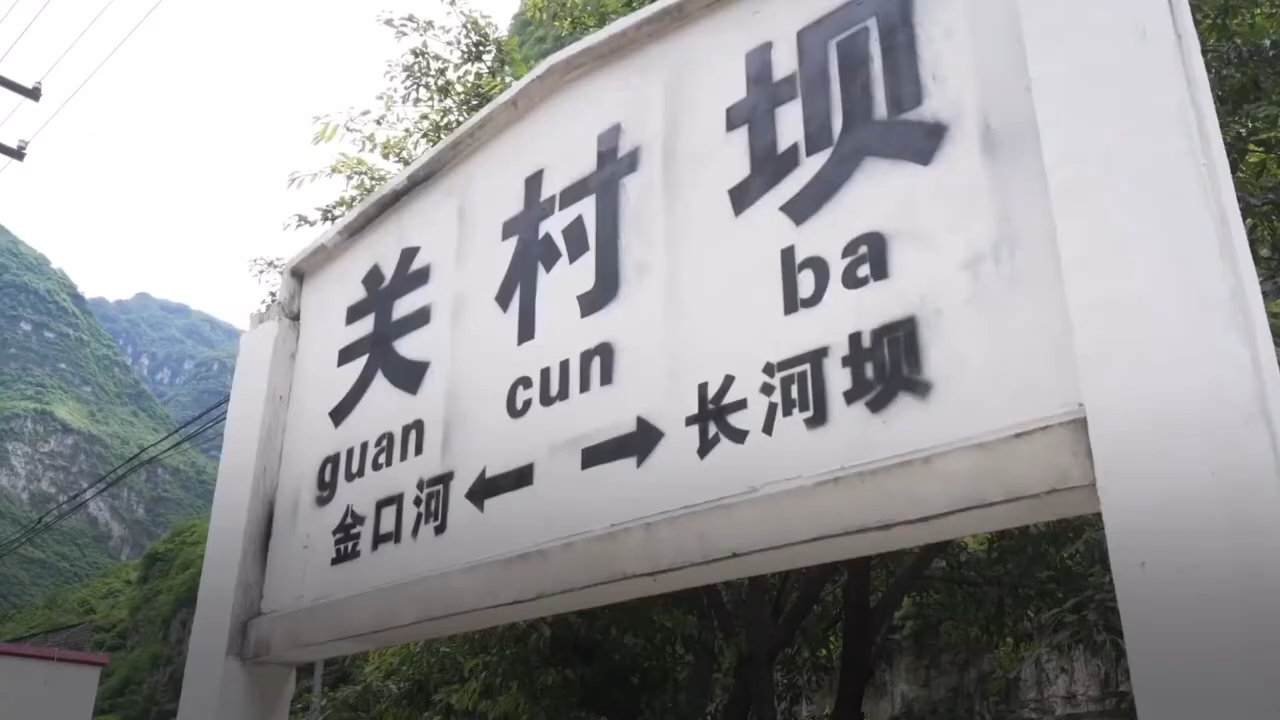 关村坝
guan cun ba
金口河 ← → 长河坝